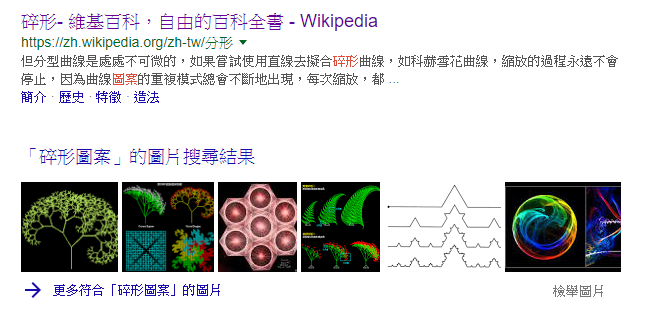 碎形- 維基百科，自由的百科全書 - Wikipedia
https://zh.wikipedia.org/zh-tw/分形
但分型曲線是處處不可微的，如果嘗試使用直線去擬合碎形曲線，如科赫雪花曲線，縮放的過程永遠不會
停止，因為曲線圖案的重複模式總會不斷地出現，每次縮放，都 ...
簡介 · 歷史 · 特徵 · 造法
「碎形圖案」的圖片搜尋結果
更多符合「碎形圖案」的圖片
檢舉圖片